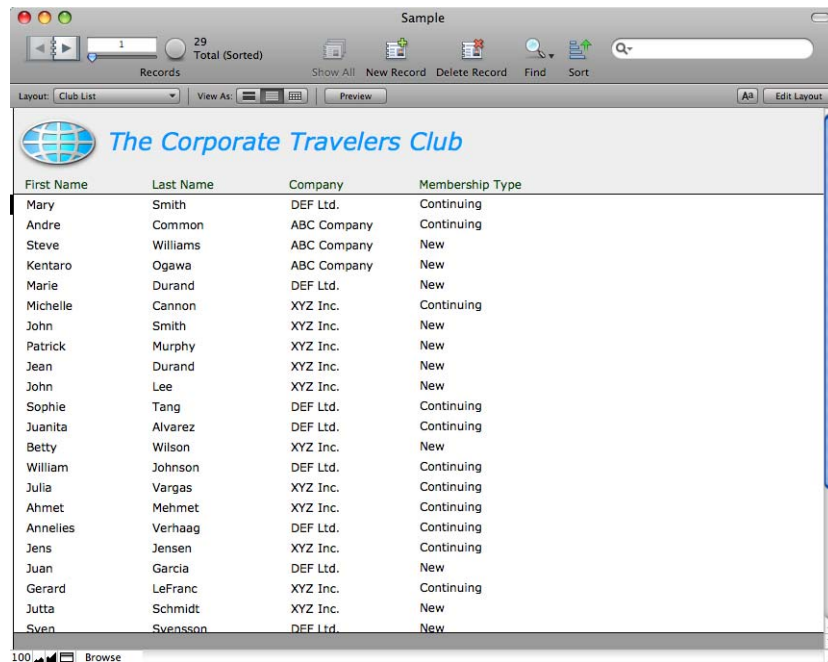 Sample
1
29
Total (Sorted)
Records
Show All New Record Delete Record Find Sort
Layout: Club List View As: Preview Aa Edit Layout
The Corporate Travelers Club
First Name Last Name Company Membership Type
Mary Smith DEF Ltd. Continuing
Andre Common ABC Company Continuing
Steve Williams ABC Company New
Kentaro Ogawa ABC Company New
Marie Durand DEF Ltd. New
Michelle Cannon XYZ Inc. Continuing
John Smith XYZ Inc. New
Patrick Murphy XYZ Inc. New
Jean Durand XYZ Inc. New
John Lee XYZ Inc. New
Sophie Tang DEF Ltd. Continuing
Juanita Alvarez DEF Ltd. Continuing
Betty Wilson XYZ Inc. New
William Johnson DEF Ltd. Continuing
Julia Vargas XYZ Inc. Continuing
Ahmet Mehmet XYZ Inc. Continuing
Annelies Verhaag DEF Ltd. Continuing
Jens Jensen XYZ Inc. Continuing
Juan Garcia DEF Ltd. New
Gerard LeFranc XYZ Inc. Continuing
Jutta Schmidt XYZ Inc. New
Sven Svensson DEF Ltd. New
100 Browse